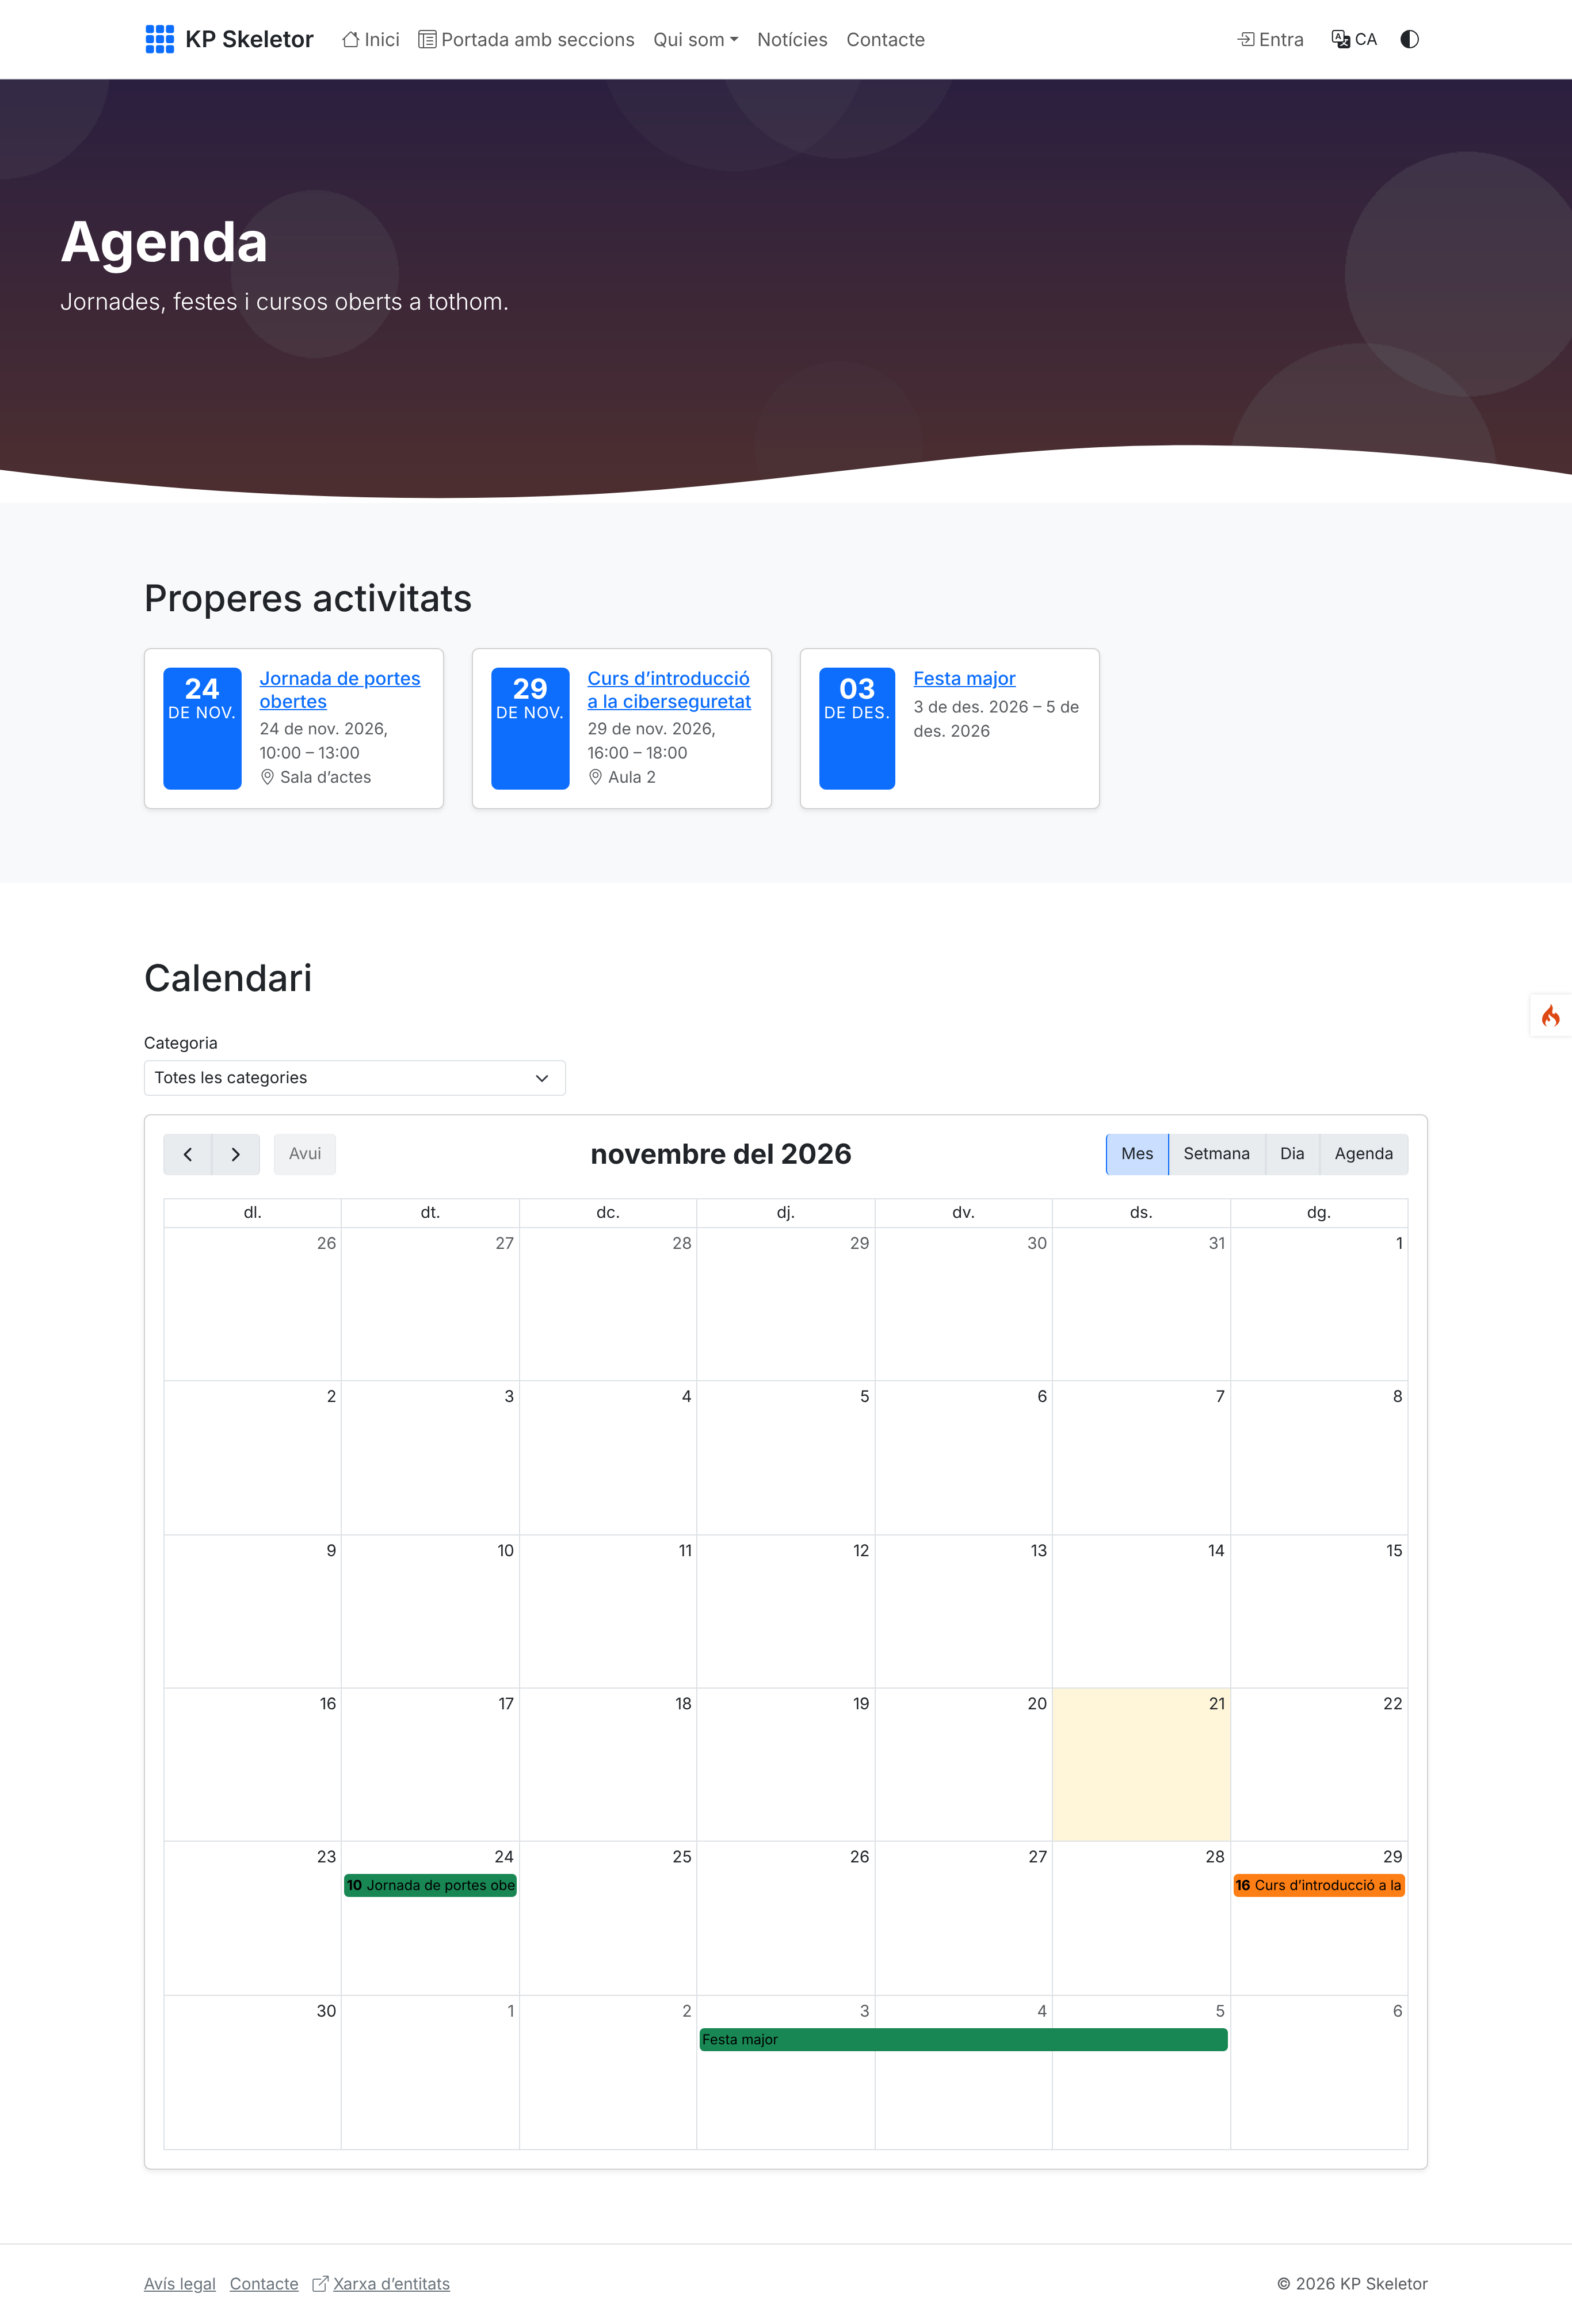 KP Skeletor Inici Portada amb seccions Qui som Notícies Contacte Entra CA
Agenda
Jornades, festes i cursos oberts a tothom.
Properes activitats
24
DE NOV.
Jornada de portes
obertes
24 de nov. 2026,
10:00 – 13:00
Sala d’actes
29
DE NOV.
Curs d’introducció
a la ciberseguretat
29 de nov. 2026,
16:00 – 18:00
Aula 2
03
DE DES.
Festa major
3 de des. 2026 – 5 de
des. 2026
Calendari
Categoria
Totes les categories
Avui novembre del 2026 Mes Setmana Dia Agenda
dl. dt. dc. dj. dv. ds. dg.
26 27 28 29 30 31 1
2 3 4 5 6 7 8
9 10 11 12 13 14 15
16 17 18 19 20 21 22
23 24 25 26 27 28 29
10 Jornada de portes obe 16 Curs d’introducció a la
30 1 2 3 4 5 6
Festa major
Avís legal Contacte Xarxa d’entitats © 2026 KP Skeletor